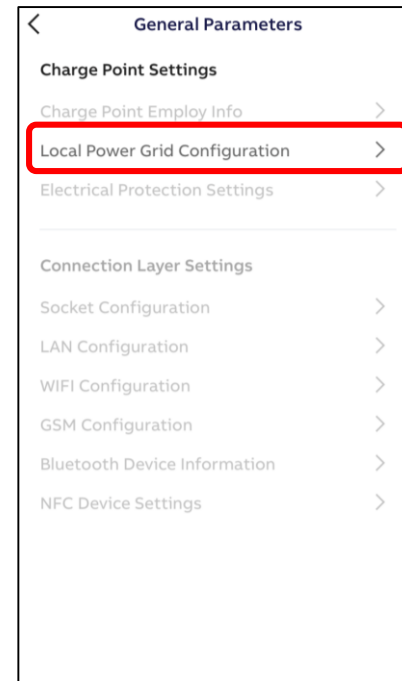 General Parameters
Charge Point Settings
Charge Point Employ Info
Local Power Grid Configuration
Electrical Protection Settings
Connection Layer Settings
Socket Configuration
LAN Configuration
WIFI Configuration
GSM Configuration
Bluetooth Device Information
NFC Device Settings